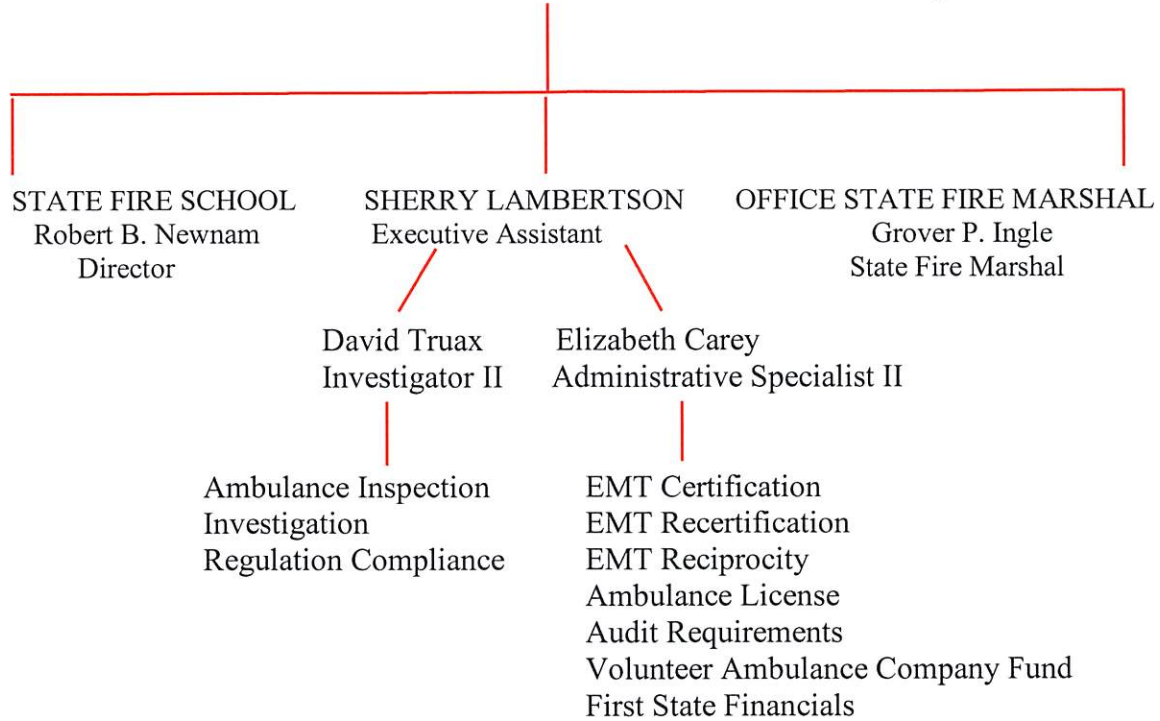 STATE FIRE SCHOOL
Robert B. Newnam
Director
SHERRY LAMBERTSON
Executive Assistant
OFFICE STATE FIRE MARSHAL
Grover P. Ingle
State Fire Marshal
David Truax
Investigator II
Elizabeth Carey
Administrative Specialist II
Ambulance Inspection
Investigation
Regulation Compliance
EMT Certification
EMT Recertification
EMT Reciprocity
Ambulance License
Audit Requirements
Volunteer Ambulance Company Fund
First State Financials